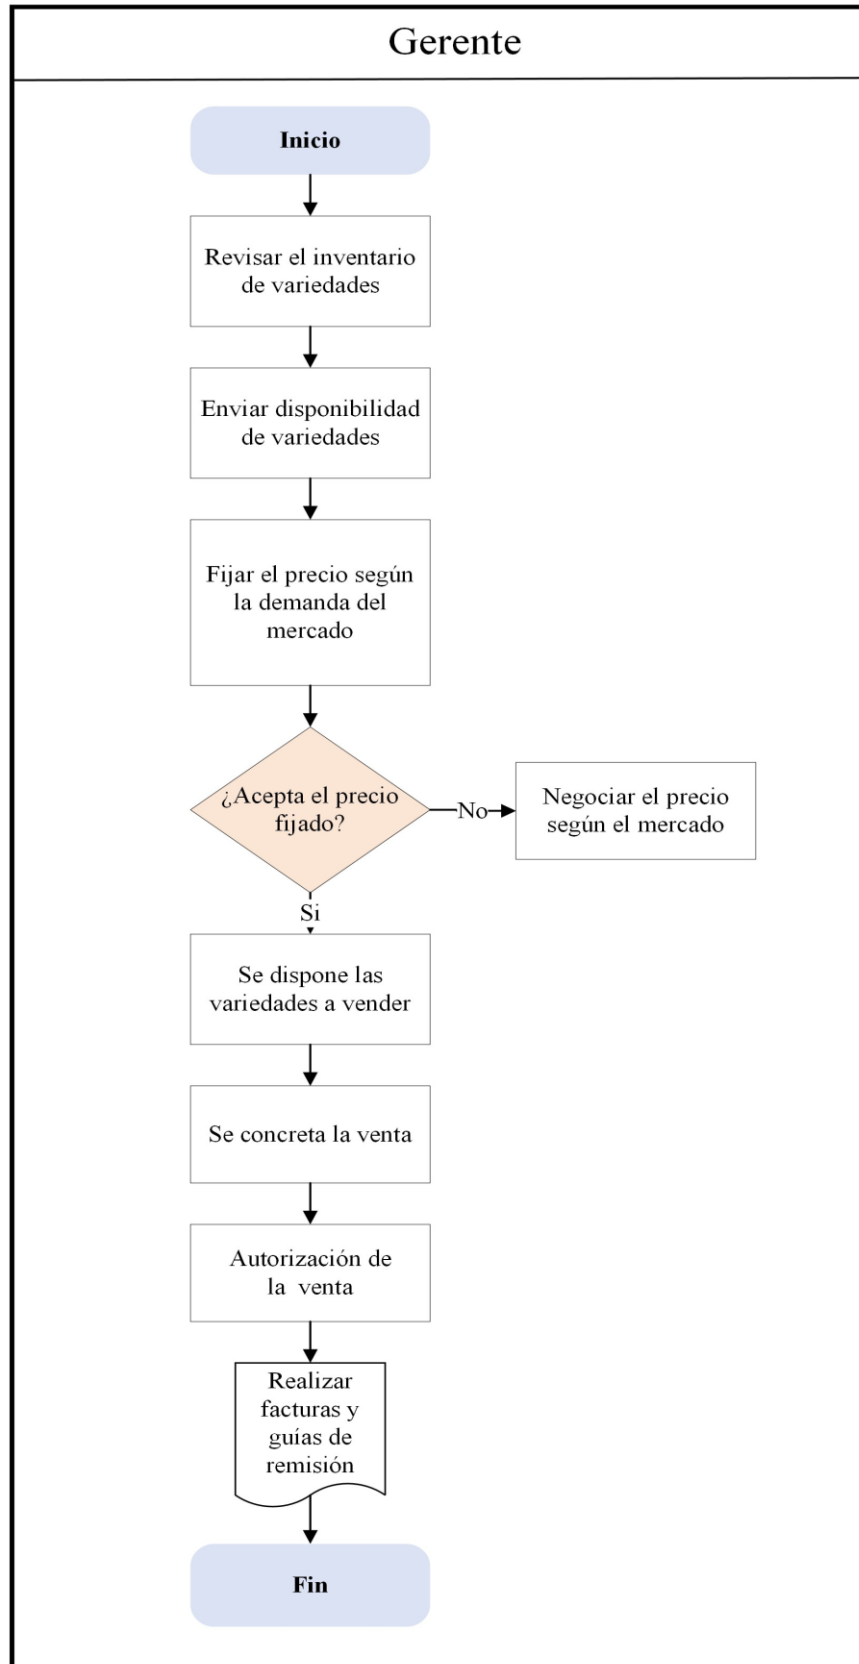 Gerente
Inicio
Revisar el inventario
de variedades
Enviar disponibilidad
de variedades
Fijar el precio según
la demanda del
mercado
¿Acepta el precio
fijado?
No
Negociar el precio
según el mercado
Si
Se dispone las
variedades a vender
Se concreta la venta
Autorización de
la venta
Realizar
facturas y
guías de
remisión
Fin